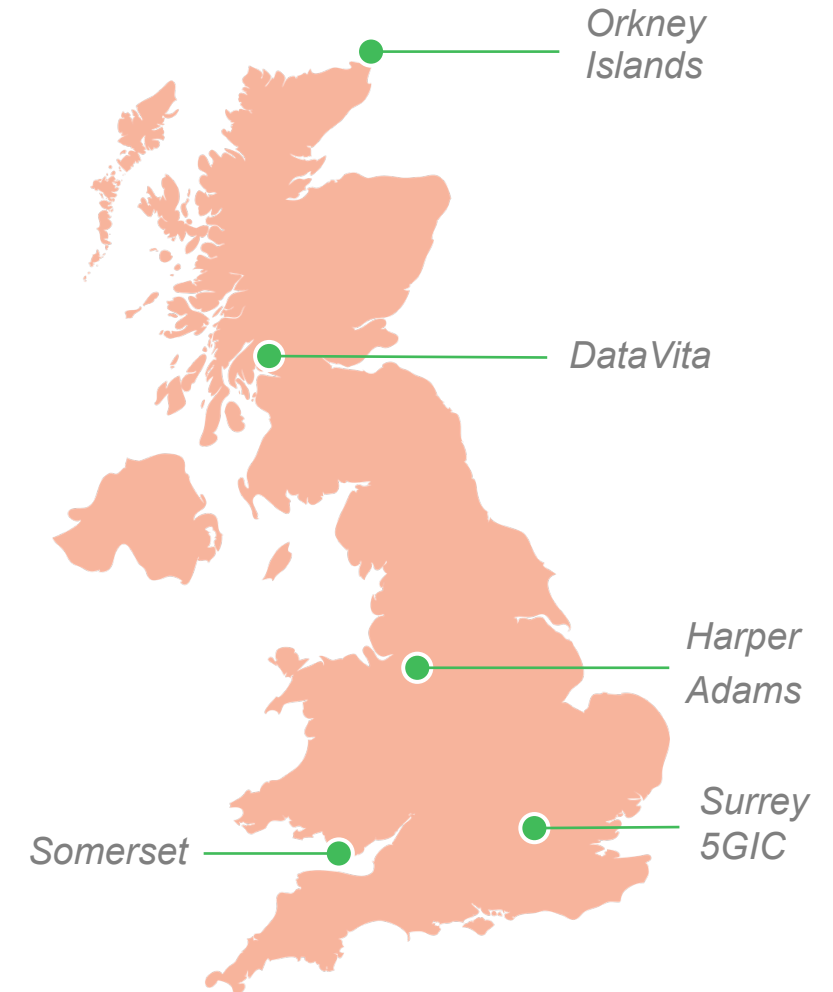 Orkney
Islands
DataVita
Harper
Adams
Surrey
5GIC
Somerset